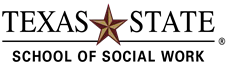 TEXAS STATE
®
SCHOOL OF SOCIAL WORK